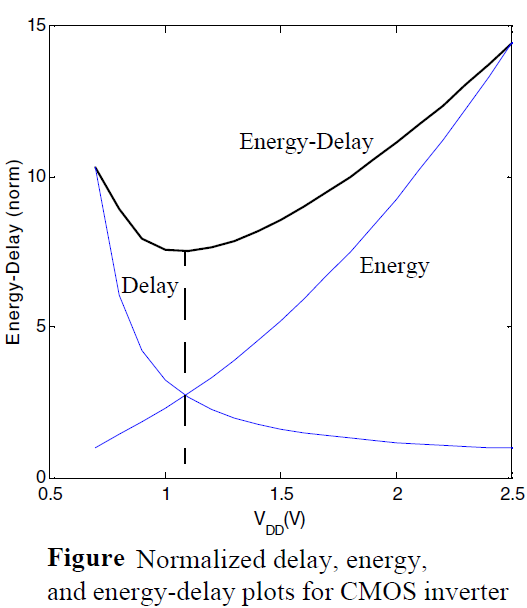 15
10
5
0
Energy-Delay (norm)
Energy-Delay
Energy
Delay
0.5 1 1.5 2 2.5
V_DD(V)
Figure Normalized delay, energy,
and energy-delay plots for CMOS inverter